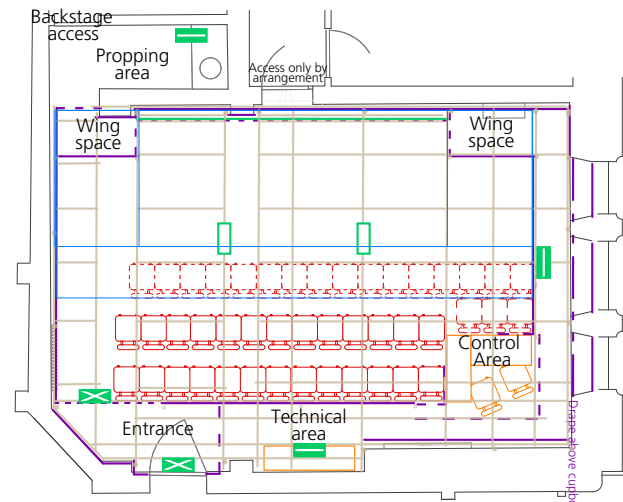 Backstage
access
Propping
area
Access only by
arrangement
Wing
space
Wing
space
Control
Area
Technical
area
Entrance
Drape above cupb